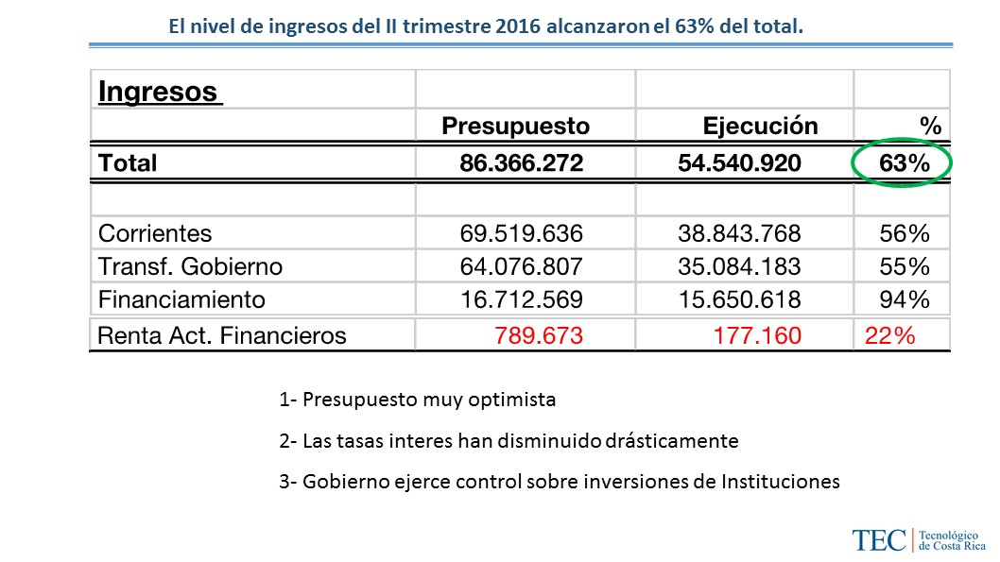 El nivel de ingresos del II trimestre 2016 alcanzaron el 63% del total.
Ingresos
Presupuesto Ejecución %
Total 86.366.272 54.540.920 63%
Corrientes 69.519.636 38.843.768 56%
Transf. Gobierno 64.076.807 35.084.183 55%
Financiamiento 16.712.569 15.650.618 94%
Renta Act. Financieros 789.673 177.160 22%
1- Presupuesto muy optimista
2- Las tasas interes han disminuido drásticamente
3- Gobierno ejerce control sobre inversiones de Instituciones
TEC Tecnológico
de Costa Rica